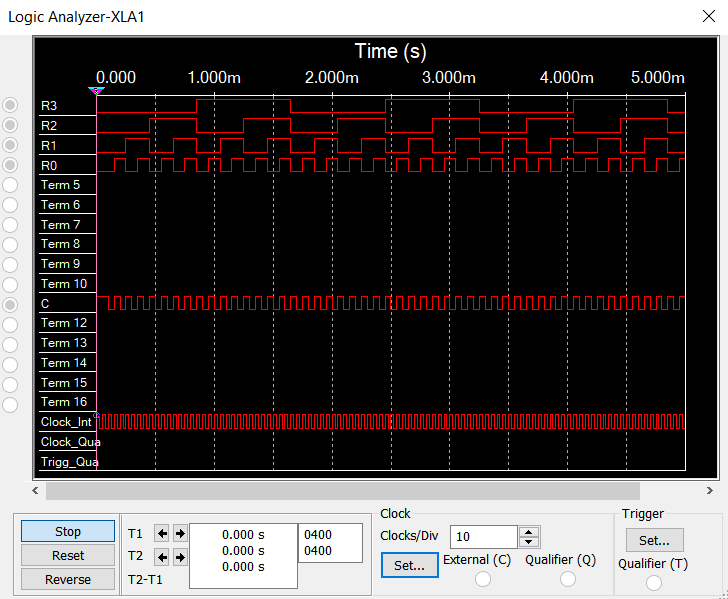 Logic Analyzer-XLA1
Time (s)
0.000 1.000m 2.000m 3.000m 4.000m 5.000m
R3
R2
R1
R0
Term 5
Term 6
Term 7
Term 8
Term 9
Term 10
C
Term 12
Term 13
Term 14
Term 15
Term 16
Clock_Int
Clock_Qua
Trigg_Qua
Stop
Reset
Reverse
T1 0.000 s 0400
T2 0.000 s 0400
T2-T1 0.000 s
Clock
Clocks/Div 10
Set... External (C) Qualifier (Q)
Trigger
Set...
Qualifier (T)